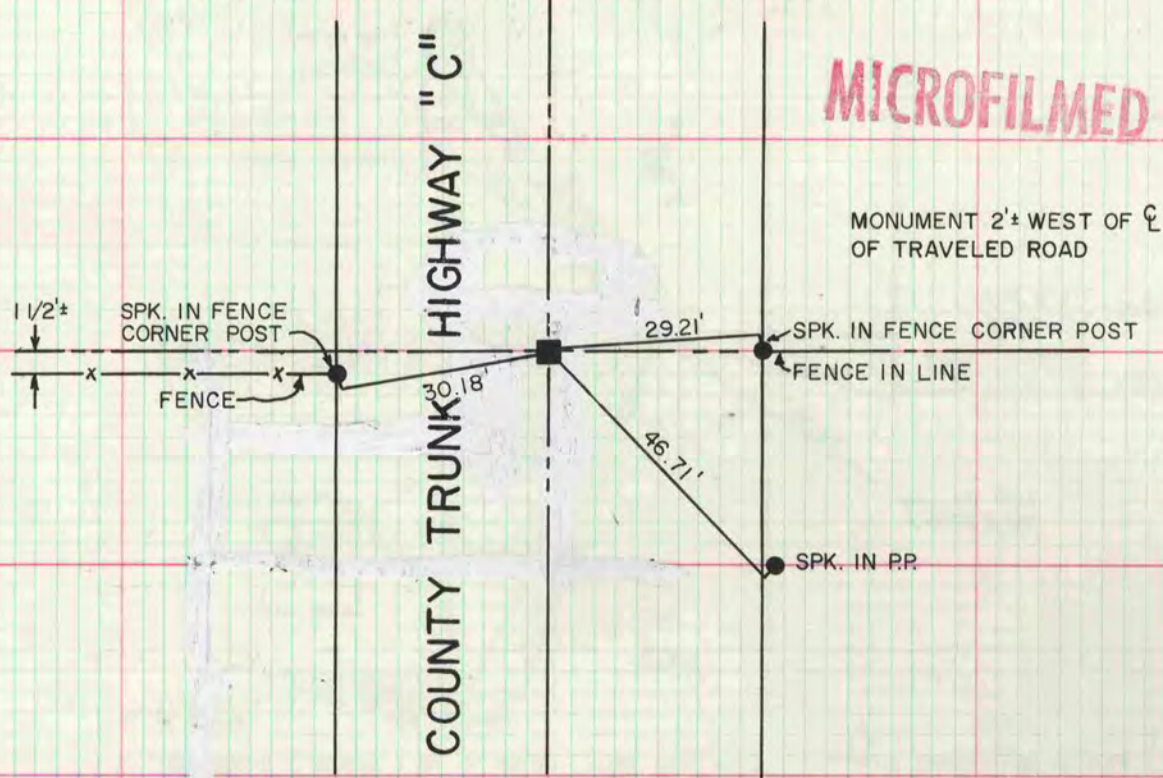 MICROFILMED
COUNTY TRUNK HIGHWAY "C"
MONUMENT 2'± WEST OF ℄
OF TRAVELED ROAD
1 1/2'±
SPK. IN FENCE
CORNER POST
29.21'
SPK. IN FENCE CORNER POST
FENCE IN LINE
x x x
FENCE
30.18'
46.71'
SPK. IN P.P.